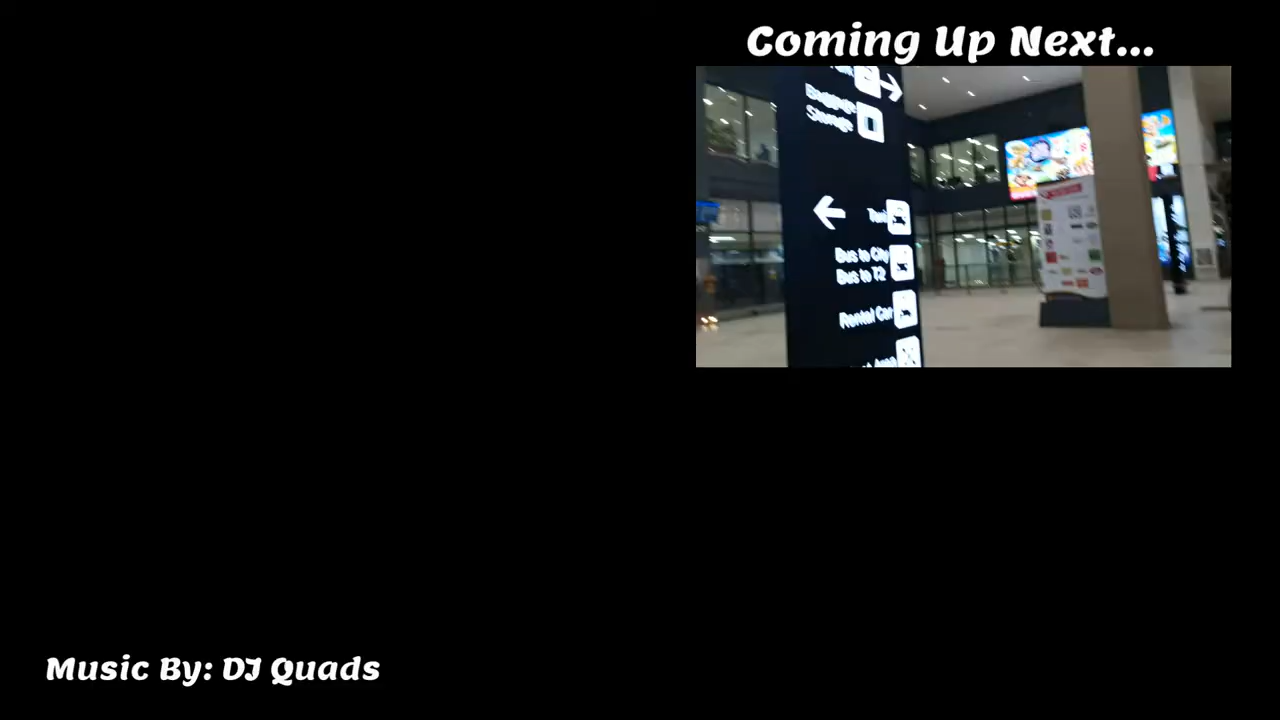 Coming Up Next...
Baggage
Storage
Taxi
Bus to City
Bus to T2
Rental Car
Music By: DJ Quads